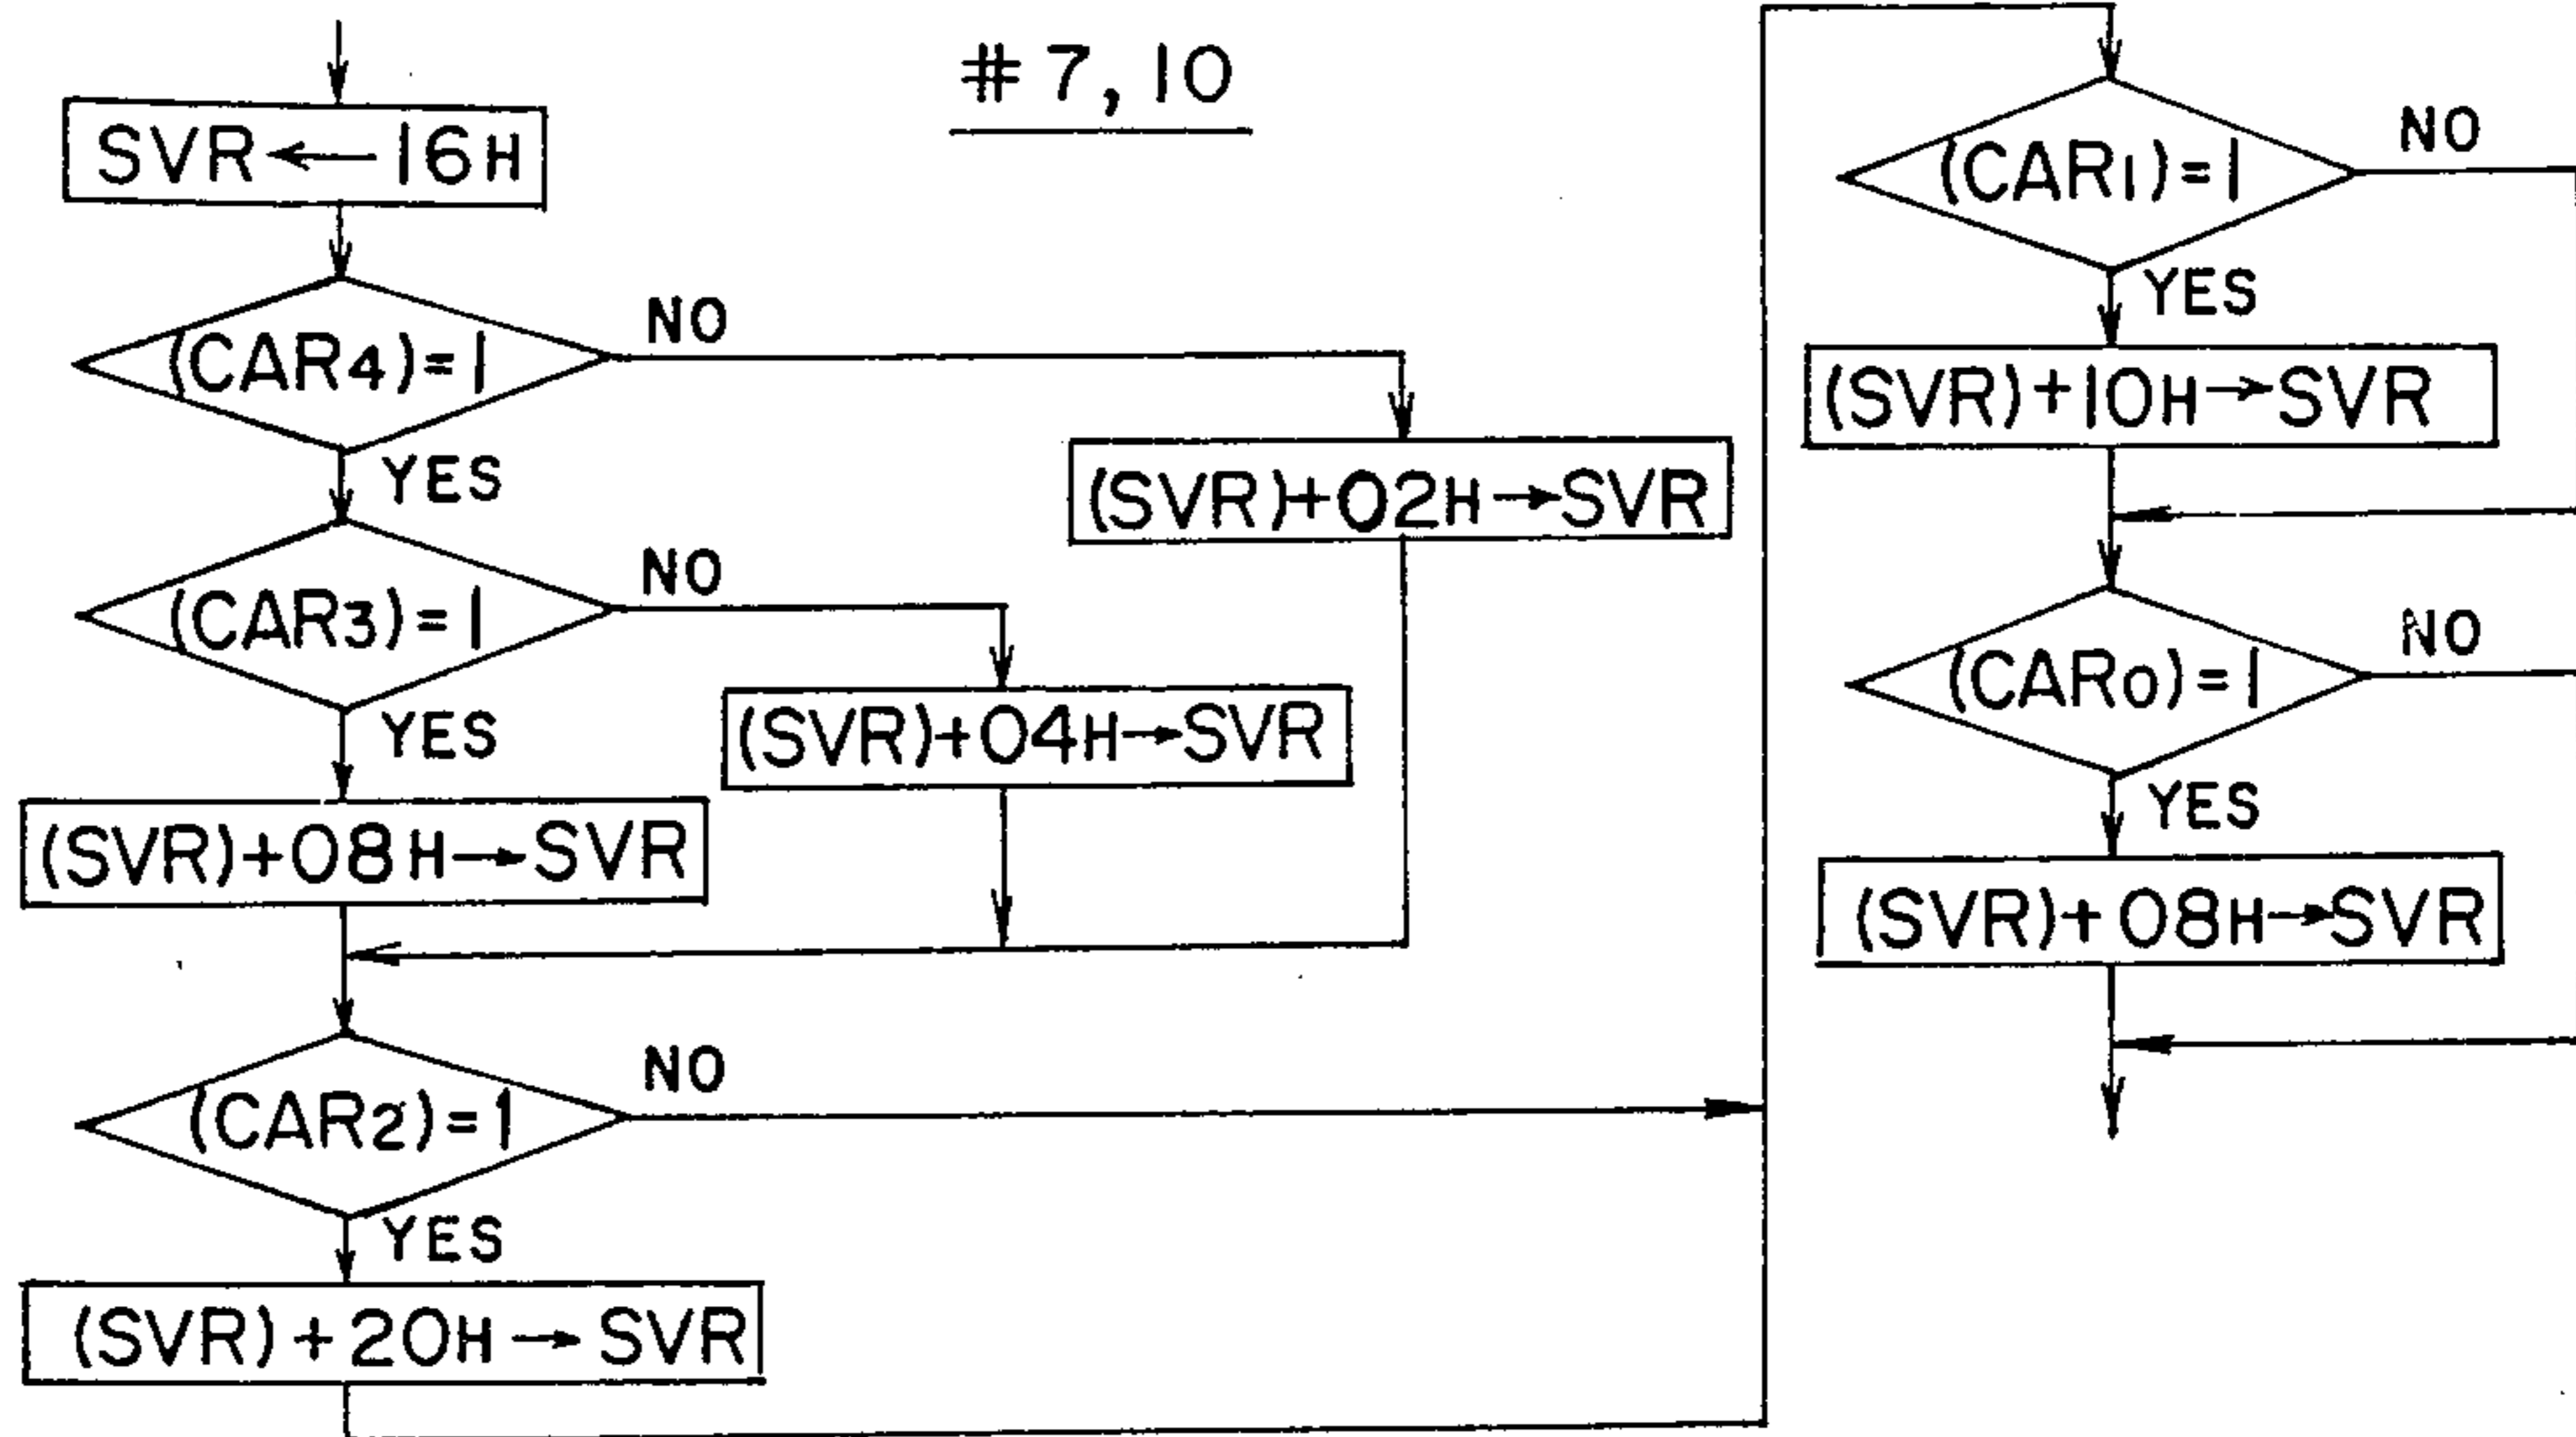 # 7, 10
SVR ← 16H
(CAR4) = 1
NO
YES
(SVR)+02H → SVR
(CAR3) = 1
NO
YES
(SVR)+04H → SVR
(SVR)+08H → SVR
(CAR2) = 1
NO
YES
(SVR) + 20H → SVR
(CAR1) = 1
NO
YES
(SVR)+10H → SVR
(CAR0) = 1
NO
YES
(SVR)+ 08H → SVR